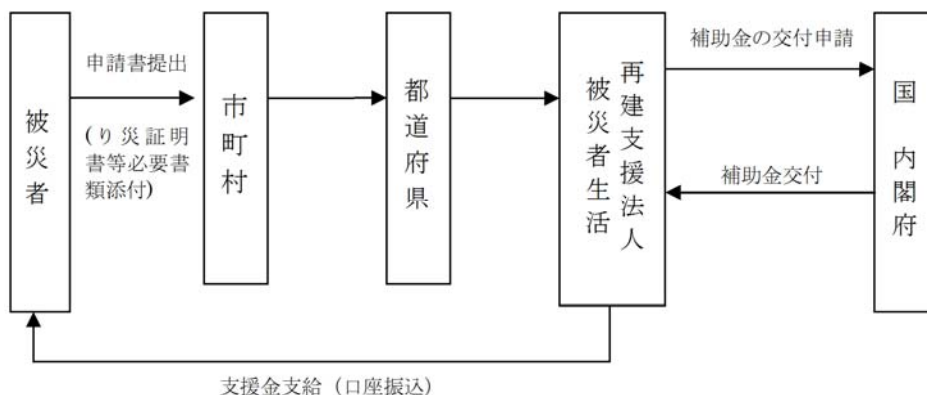 被災者
申請書提出
(り災証明
書等必要書
類添付)
市町村
都道府県
再建支援法人
被災者生活
補助金の交付申請
補助金交付
国 内閣府
支援金支給（口座振込）